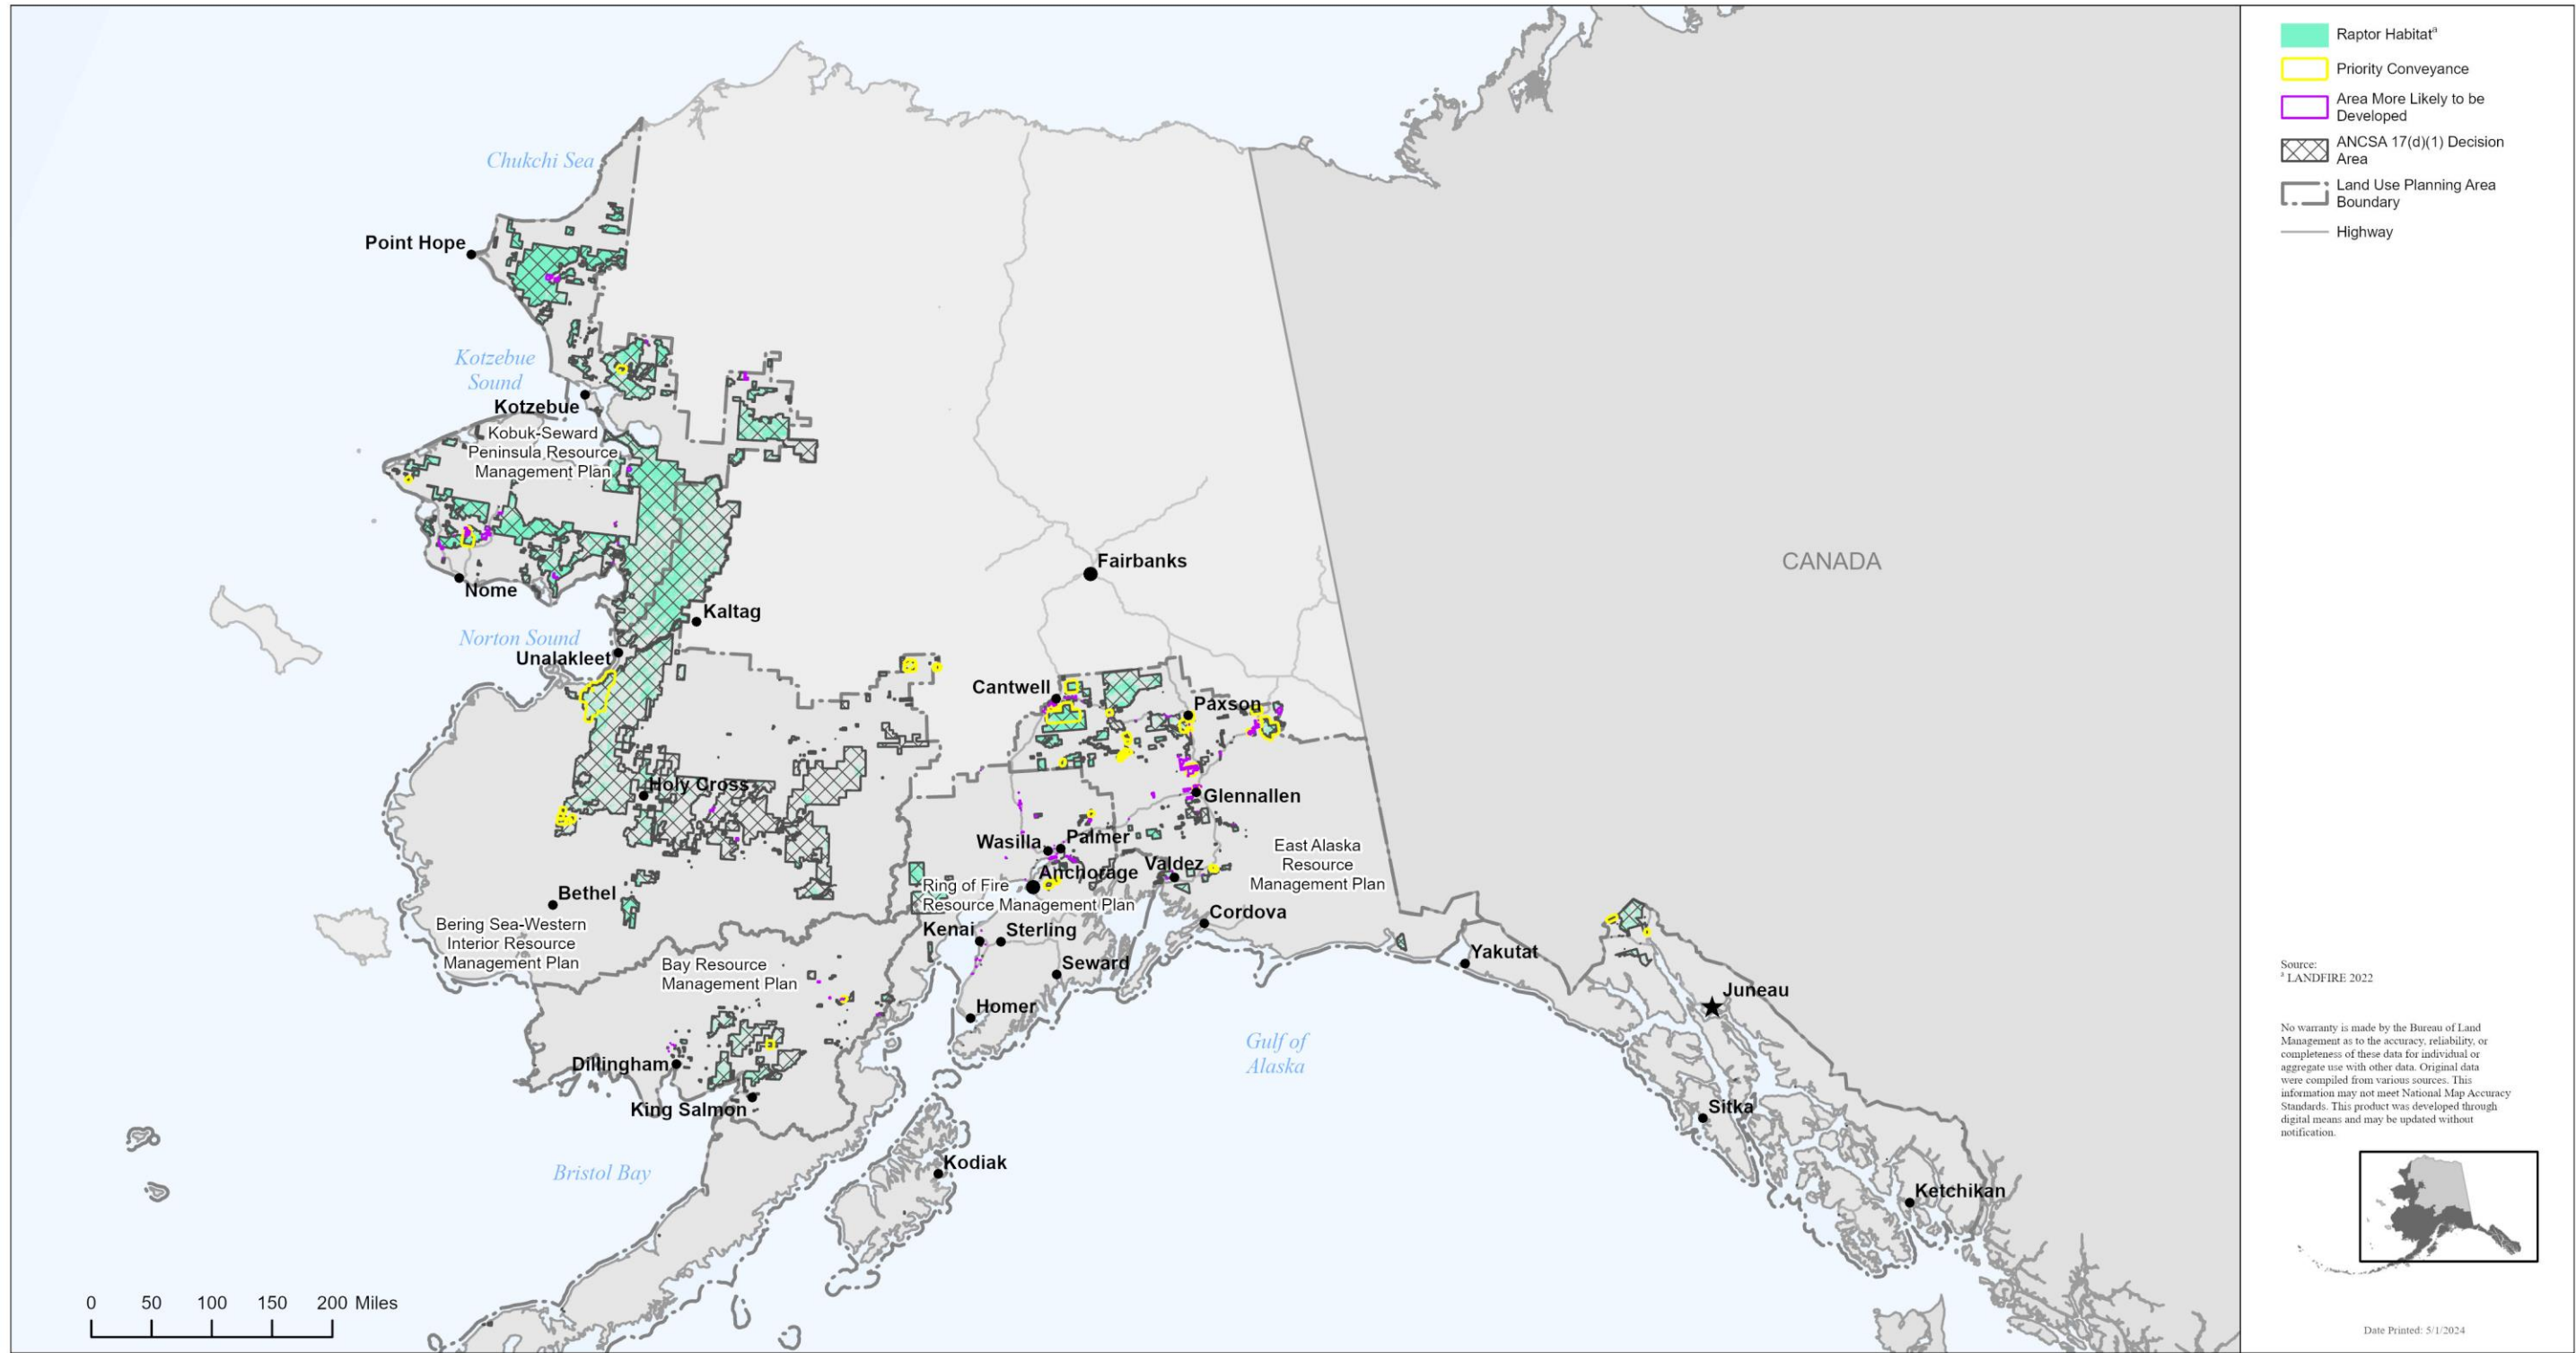 Chukchi Sea
Point Hope
Kotzebue
Sound
Kotzebue
Kobuk-Seward
Peninsula Resource
Management Plan
Nome
Norton Sound
Unalakleet
Kaltag
Fairbanks
CANADA
Cantwell
Paxson
Holy Cross
Glennallen
Wasilla
Palmer
Valdez
Anchorage
East Alaska
Resource
Management Plan
Ring of Fire
Resource Management Plan
Bethel
Bering Sea-Western
Interior Resource
Management Plan
Cordova
Kenai
Sterling
Seward
Yakutat
Bay Resource
Management Plan
Homer
Juneau
Gulf of
Alaska
Dillingham
King Salmon
Sitka
Bristol Bay
Kodiak
Ketchikan
0 50 100 150 200 Miles
Raptor Habitatᵃ
Priority Conveyance
Area More Likely to be
Developed
ANCSA 17(d)(1) Decision
Area
Land Use Planning Area
Boundary
Highway
Source:
ᵃ LANDFIRE 2022
No warranty is made by the Bureau of Land
Management as to the accuracy, reliability, or
completeness of these data for individual or
aggregate use with other data. Original data
were compiled from various sources. This
information may not meet National Map Accuracy
Standards. This product was developed through
digital means and may be updated without
notification.
Date Printed: 5/1/2024